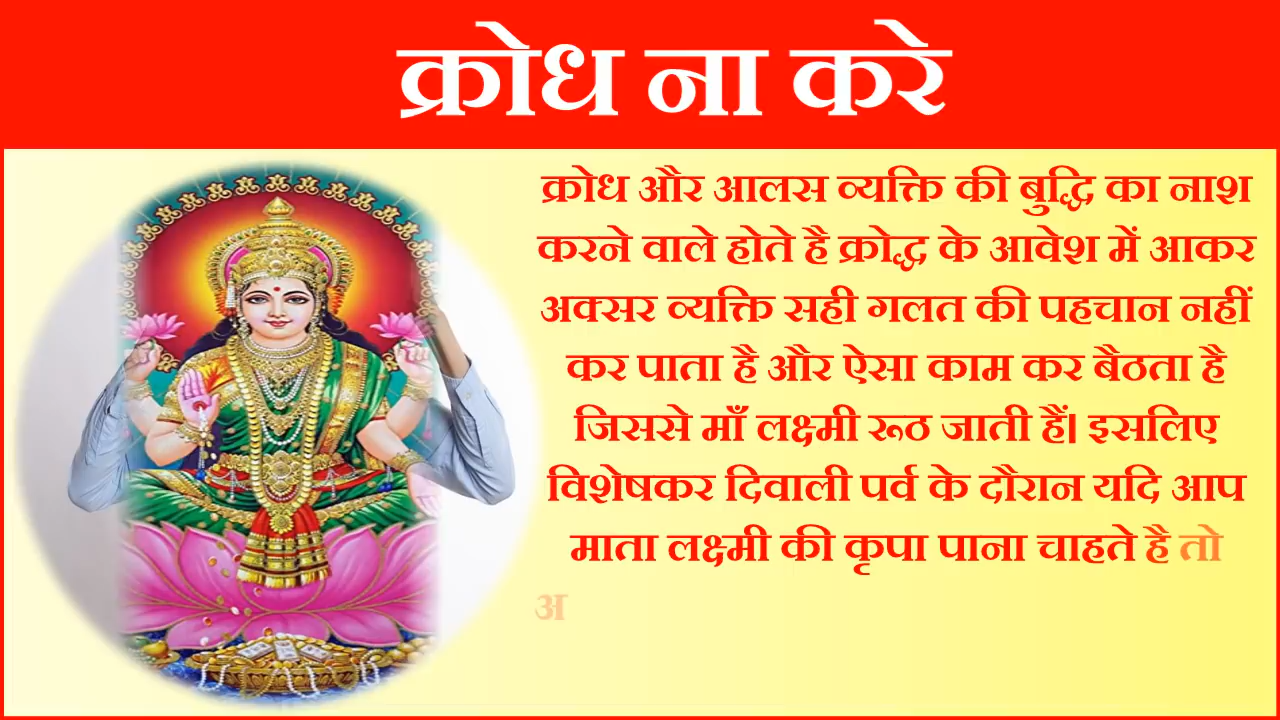 क्रोध ना करे
क्रोध और आलस व्यक्ति की बुद्धि का नाश
करने वाले होते है क्रोद्ध के आवेश में आकर
अक्सर व्यक्ति सही गलत की पहचान नहीं
कर पाता है और ऐसा काम कर बैठता है
जिससे माँ लक्ष्मी रूठ जाती हैं। इसलिए
विशेषकर दिवाली पर्व के दौरान यदि आप
माता लक्ष्मी की कृपा पाना चाहते है तो
अ